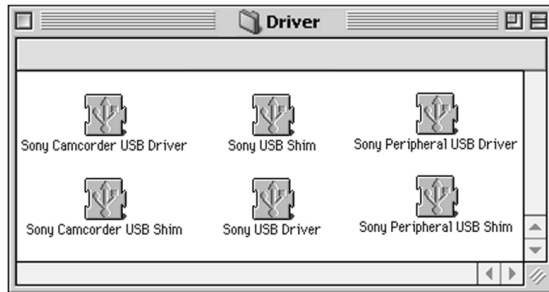 Driver
Sony Camcorder USB Driver
Sony USB Shim
Sony Peripheral USB Driver
Sony Camcorder USB Shim
Sony USB Driver
Sony Peripheral USB Shim